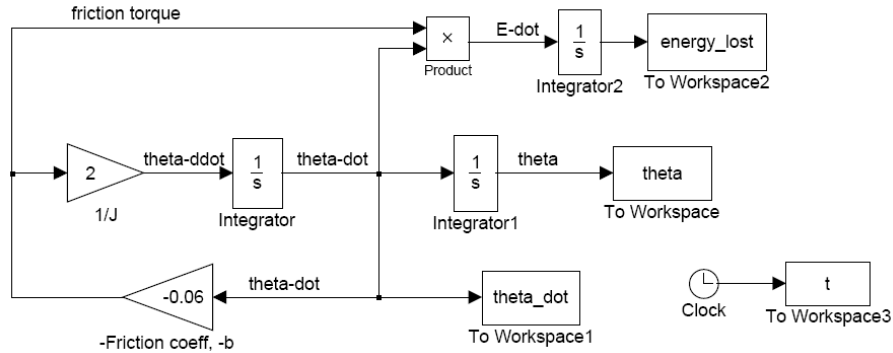 friction torque
×
Product
E-dot
1
s
Integrator2
energy_lost
To Workspace2
2
1/J
theta-ddot
1
s
Integrator
theta-dot
1
s
Integrator1
theta
theta
To Workspace
-0.06
-Friction coeff, -b
theta-dot
theta_dot
To Workspace1
Clock
t
To Workspace3